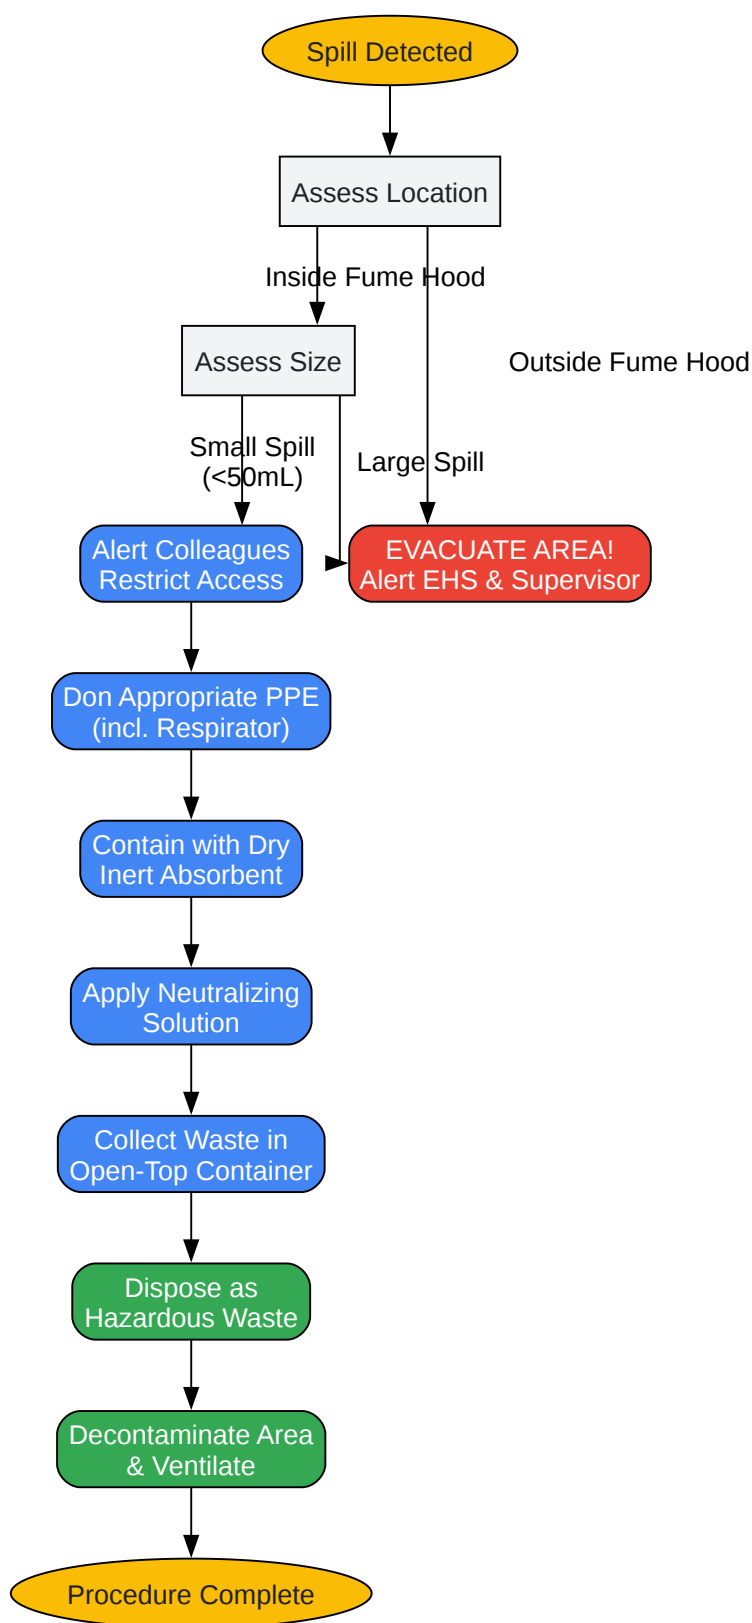 Spill Detected
Assess Location
Inside Fume Hood
Assess Size
Outside Fume Hood
Small Spill
(<50mL)
Large Spill
Alert Colleagues
Restrict Access
EVACUATE AREA!
Alert EHS & Supervisor
Don Appropriate PPE
(incl. Respirator)
Contain with Dry
Inert Absorbent
Apply Neutralizing
Solution
Collect Waste in
Open-Top Container
Dispose as
Hazardous Waste
Decontaminate Area
& Ventilate
Procedure Complete